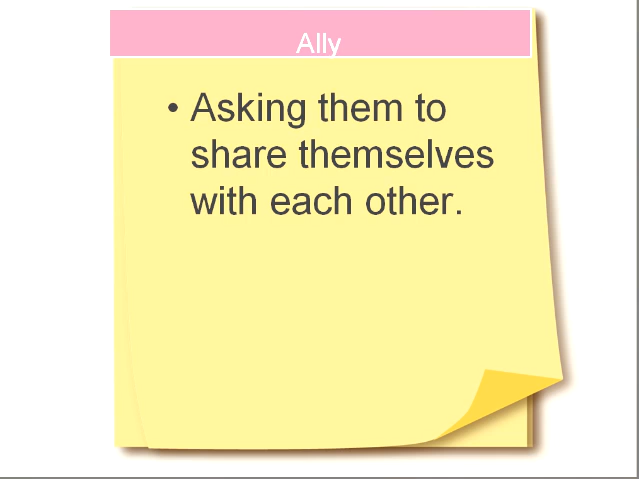 Ally
• Asking them to
share themselves
with each other.